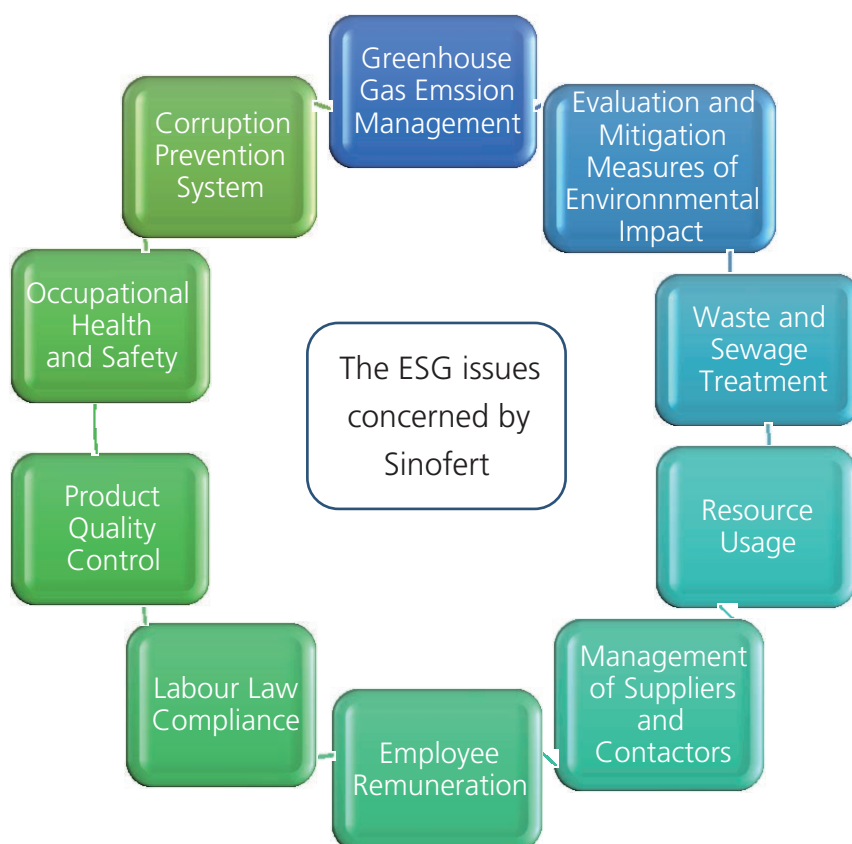 Greenhouse
Gas Emssion
Management
Evaluation and
Mitigation
Measures of
Environnmental
Impact
Waste and
Sewage
Treatment
Resource
Usage
Management
of Suppliers
and
Contactors
Employee
Remuneration
Labour Law
Compliance
Product
Quality
Control
Occupational
Health
and Safety
Corruption
Prevention
System
The ESG issues
concerned by
Sinofert